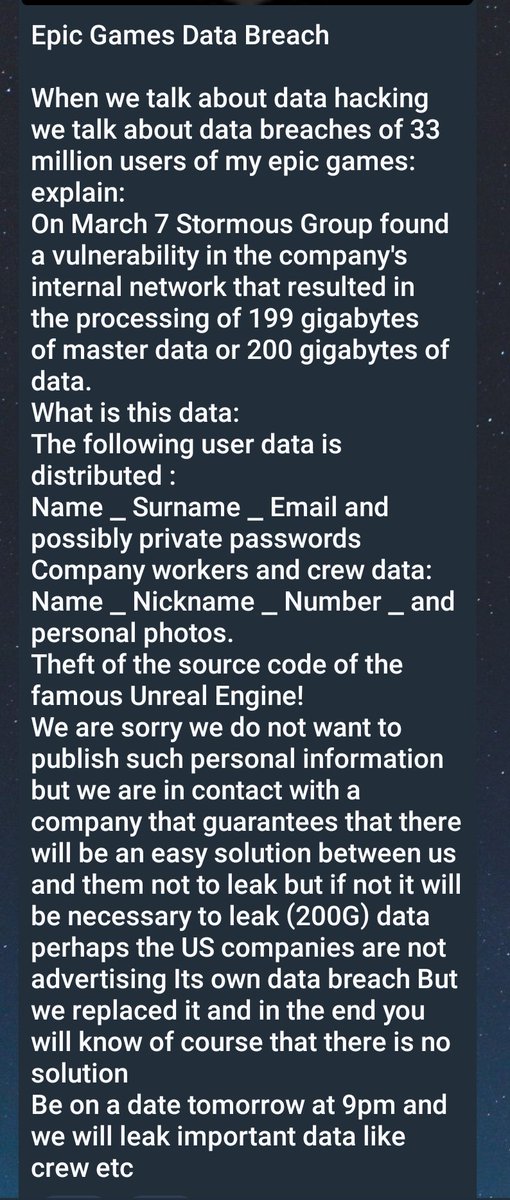 Epic Games Data Breach
When we talk about data hacking
we talk about data breaches of 33
million users of my epic games:
explain:
On March 7 Stormous Group found
a vulnerability in the company's
internal network that resulted in
the processing of 199 gigabytes
of master data or 200 gigabytes of
data.
What is this data:
The following user data is
distributed :
Name _ Surname _ Email and
possibly private passwords
Company workers and crew data:
Name _ Nickname _ Number _ and
personal photos.
Theft of the source code of the
famous Unreal Engine!
We are sorry we do not want to
publish such personal information
but we are in contact with a
company that guarantees that there
will be an easy solution between us
and them not to leak but if not it will
be necessary to leak (200G) data
perhaps the US companies are not
advertising Its own data breach But
we replaced it and in the end you
will know of course that there is no
solution
Be on a date tomorrow at 9pm and
we will leak important data like
crew etc